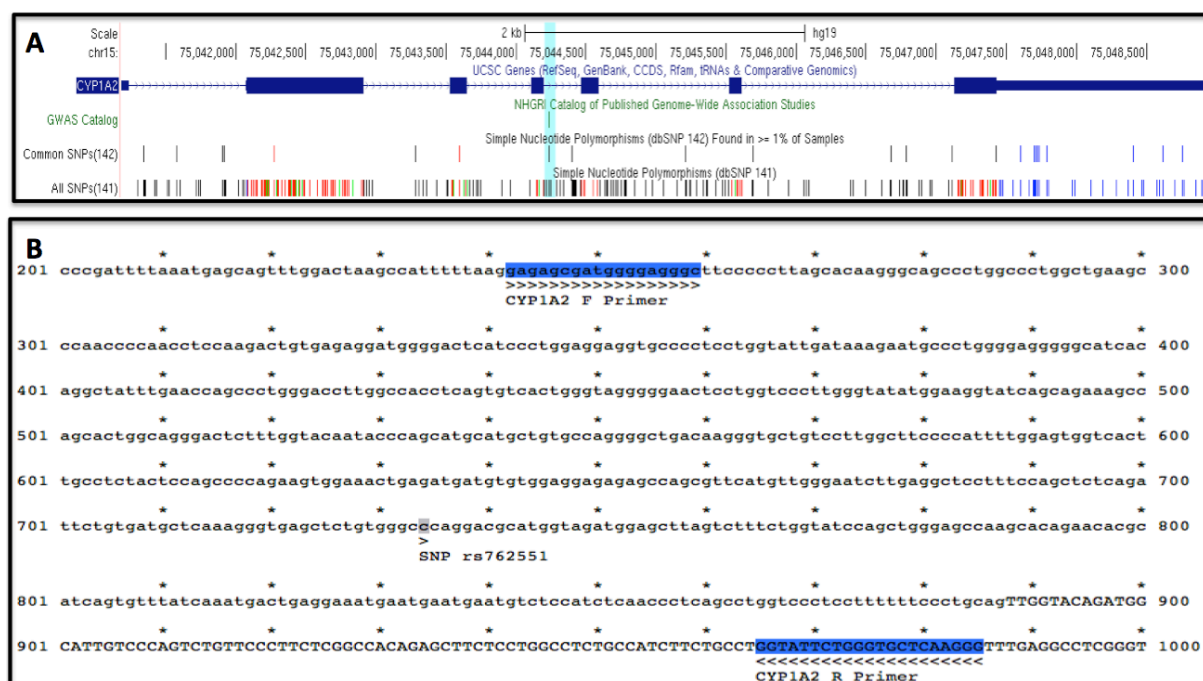 A
Scale 2 kb hg19
chr15: 75,042,000 75,042,500 75,043,000 75,043,500 75,044,000 75,044,500 75,045,000 75,045,500 75,046,000 75,046,500 75,047,000 75,047,500 75,048,000 75,048,500
UCSC Genes (RefSeq, GenBank, CCDS, Rfam, tRNAs & Comparative Genomics)
CYP1A2
NHGRI Catalog of Published Genome-Wide Association Studies
GWAS Catalog
Simple Nucleotide Polymorphisms (dbSNP 142) Found in >= 1% of Samples
Common SNPs(142)
Simple Nucleotide Polymorphisms (dbSNP 141)
All SNPs(141)
B
* * * * * * * * * *
201 cccgattttaaatgagcagtttggactaagccatttttaaggagagcgatggggagggcttcccccttagcacaagggcagccctggccctggctgaagc 300
>>>>>>>>>>>>>>>>>>
CYP1A2 F Primer
* * * * * * * * * *
301 ccaaccccaacctccaagactgtgagaggatggggactcatccctggaggaggtgcccctcctggtattgataaagaatgccctggggagggggcatcac 400
* * * * * * * * * *
401 aggctatttgaaccagccctgggaccttggccacctcagtgtcactgggtagggggaactcctggtcccttgggtatatggaaggtatcagcagaaagcc 500
* * * * * * * * * *
501 agcactggcagggactctttggtacaatacccagcatgcatgctgtgccaggggctgacaagggtgctgtccttggcttccccattttggagtggtcact 600
* * * * * * * * * *
601 tgcctctactccagccccagaagtggaaactgagatgatgtgtggaggagagagccagcgttcatgttgggaatcttgaggctcctttccagctctcaga 700
* * * * * * * * * *
701 ttctgtgatgctcaaagggtgagctctgtgggcccaggacgcatggtagatggagcttagtctttctggtatccagctgggagccaagcacagaacacgc 800
>
SNP rs762551
* * * * * * * * * *
801 atcagtgtttatcaaatgactgaggaaatgaatgaatgaatgtctccatctcaaccctcagcctggtccctccttttttccctgcagTTGGTACAGATGG 900
* * * * * * * * * *
901 CATTGTCCCAGTCTGTTCCCTTCTCGGCCACAGAGCTTCTCCTGGCCTCTGCCATCTTCTGCCTGGTATTCTGGGTGCTCAAGGGTTTGAGGCCTCGGGT 1000
<<<<<<<<<<<<<<<<<<<<<
CYP1A2 R Primer